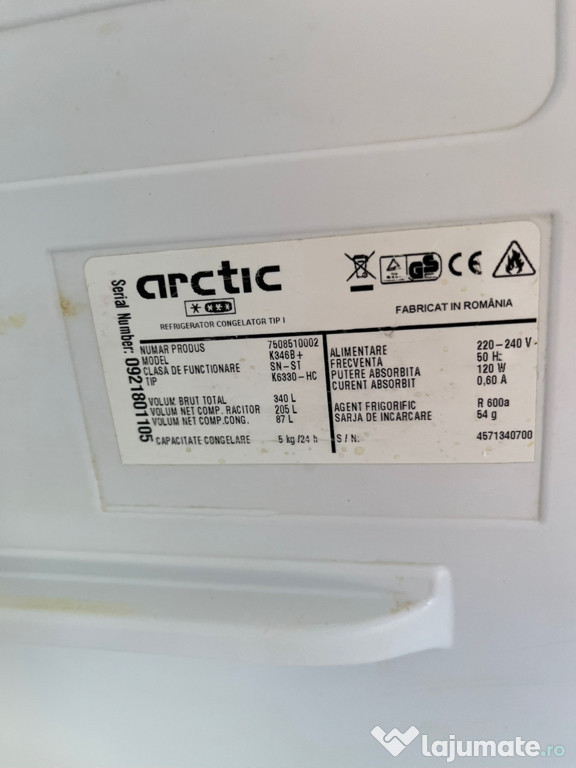 arctic
REFRIGERATOR CONGELATOR TIP I
FABRICAT IN ROMÂNIA
Serial Number: 0921801105
NUMAR PRODUS 7508510002
MODEL K346B+
CLASA DE FUNCTIONARE SN-ST
TIP K6330-HC
VOLUM BRUT TOTAL 340 L
VOLUM NET COMP. RACITOR 205 L
VOLUM NET COMP.CONG. 87 L
CAPACITATE CONGELARE 5 kg/24 h
ALIMENTARE 220-240 V~
FRECVENTA 50 Hz
PUTERE ABSORBITA 120 W
CURENT ABSORBIT 0,60 A
AGENT FRIGORIFIC R 600a
SARJA DE INCARCARE 54 g
S / N: 4571340700
GS
CE
lajumate.ro